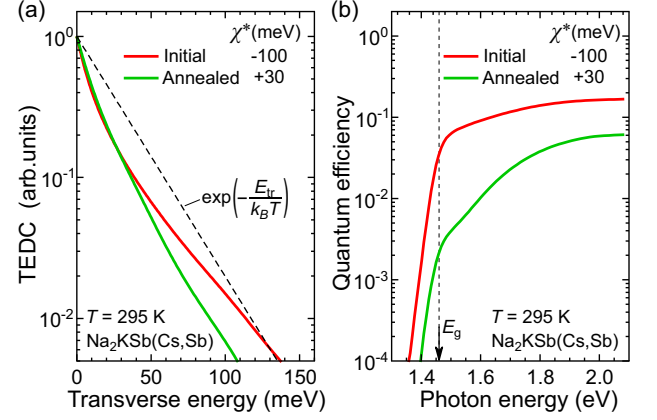 (a)
TEDC (arb.units)
10⁰
10⁻¹
10⁻²
χ*(meV)
Initial -100
Annealed +30
exp(-E_tr/k_BT)
T = 295 K
Na₂KSb(Cs,Sb)
0 50 100 150
Transverse energy (meV)
(b)
Quantum efficiency
10⁰
10⁻¹
10⁻²
10⁻³
10⁻⁴
χ*(meV)
Initial -100
Annealed +30
E_g
T = 295 K
Na₂KSb(Cs,Sb)
1.4 1.6 1.8 2.0
Photon energy (eV)